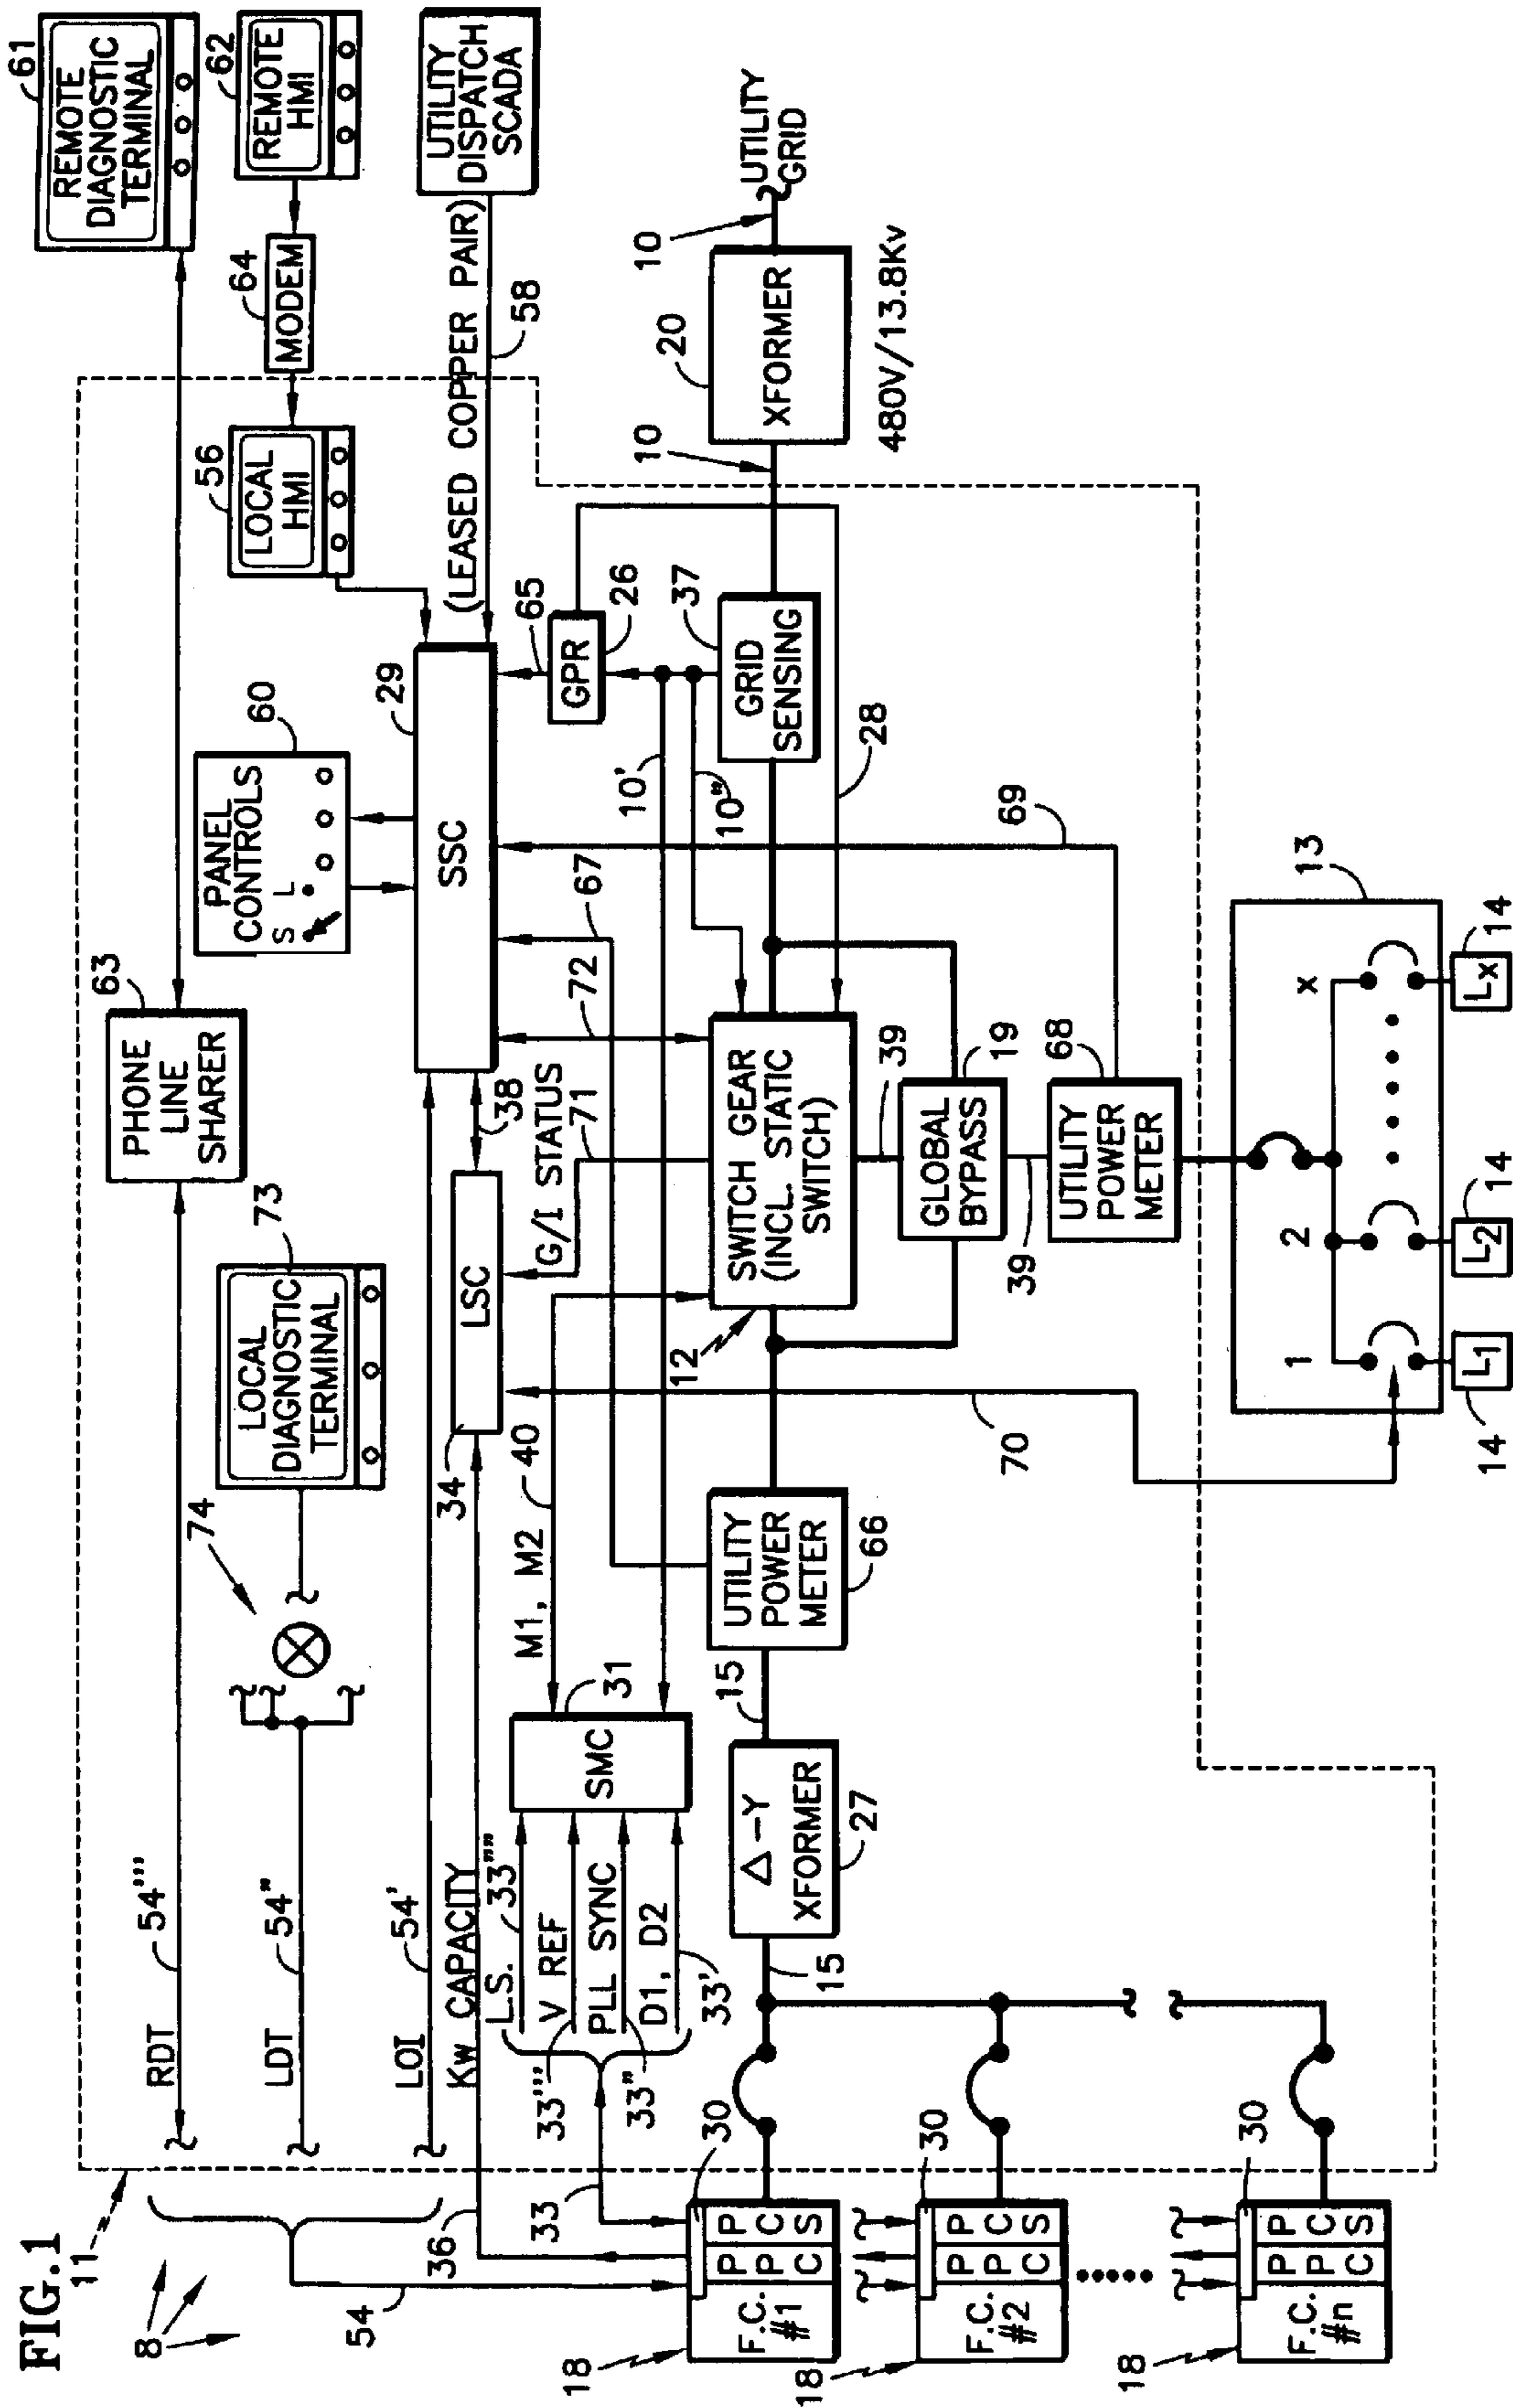 FIG.1
11
8
RDT
54'''
63
PHONE
LINE
SHARER
61
REMOTE
DIAGNOSTIC
TERMINAL
LDT
54''
74
73
LOCAL
DIAGNOSTIC
TERMINAL
60
PANEL
CONTROLS
S L
56
LOCAL
HMI
64
MODEM
62
REMOTE
HMI
LOI
54'
29
SSC
(LEASED COPPER PAIR)
58
UTILITY
DISPATCH
SCADA
54
36
Kw CAPACITY
34
LSC
38
G/I STATUS
71
72
67
65
GPR
26
33
L.S.
33''''
V REF
33'''
PLL SYNC
33''
D1, D2
33'
SMC
31
M1, M2
40
10'
10''
37
GRID
SENSING
28
69
18
F.C.
#1
PPC
PCS
30
15
Δ-Y
XFORMER
27
15
UTILITY
POWER
METER
66
12
SWITCH GEAR
(INCL. STATIC
SWITCH)
10
20
XFORMER
480V/13.8Kv
10
UTILITY
GRID
39
GLOBAL
BYPASS
19
39
UTILITY
POWER
METER
68
70
18
F.C.
#2
PPC
PCS
30
18
F.C.
#n
PPC
PCS
30
13
1
2
x
14
L1
L2
14
Lx
14